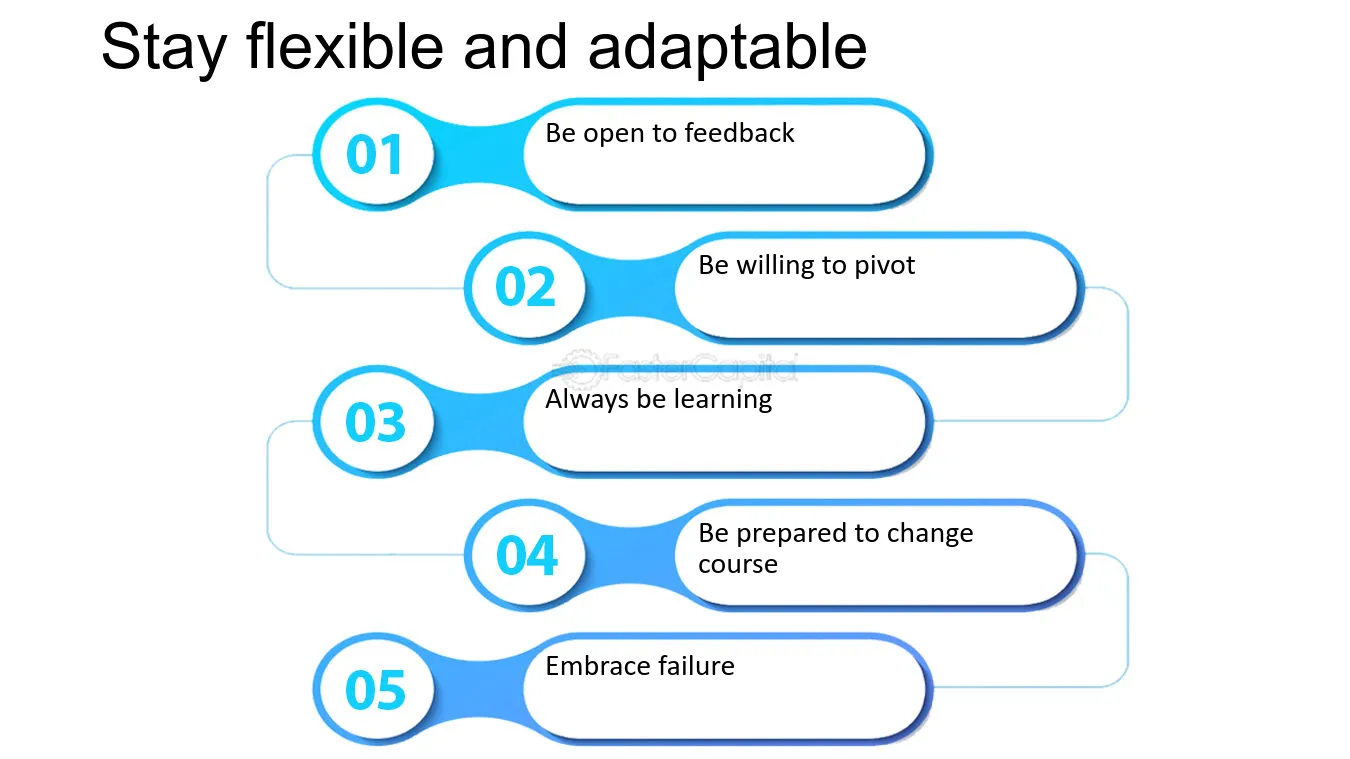 Stay flexible and adaptable
01
Be open to feedback
02
Be willing to pivot
FasterCapital
03
Always be learning
04
Be prepared to change
course
05
Embrace failure